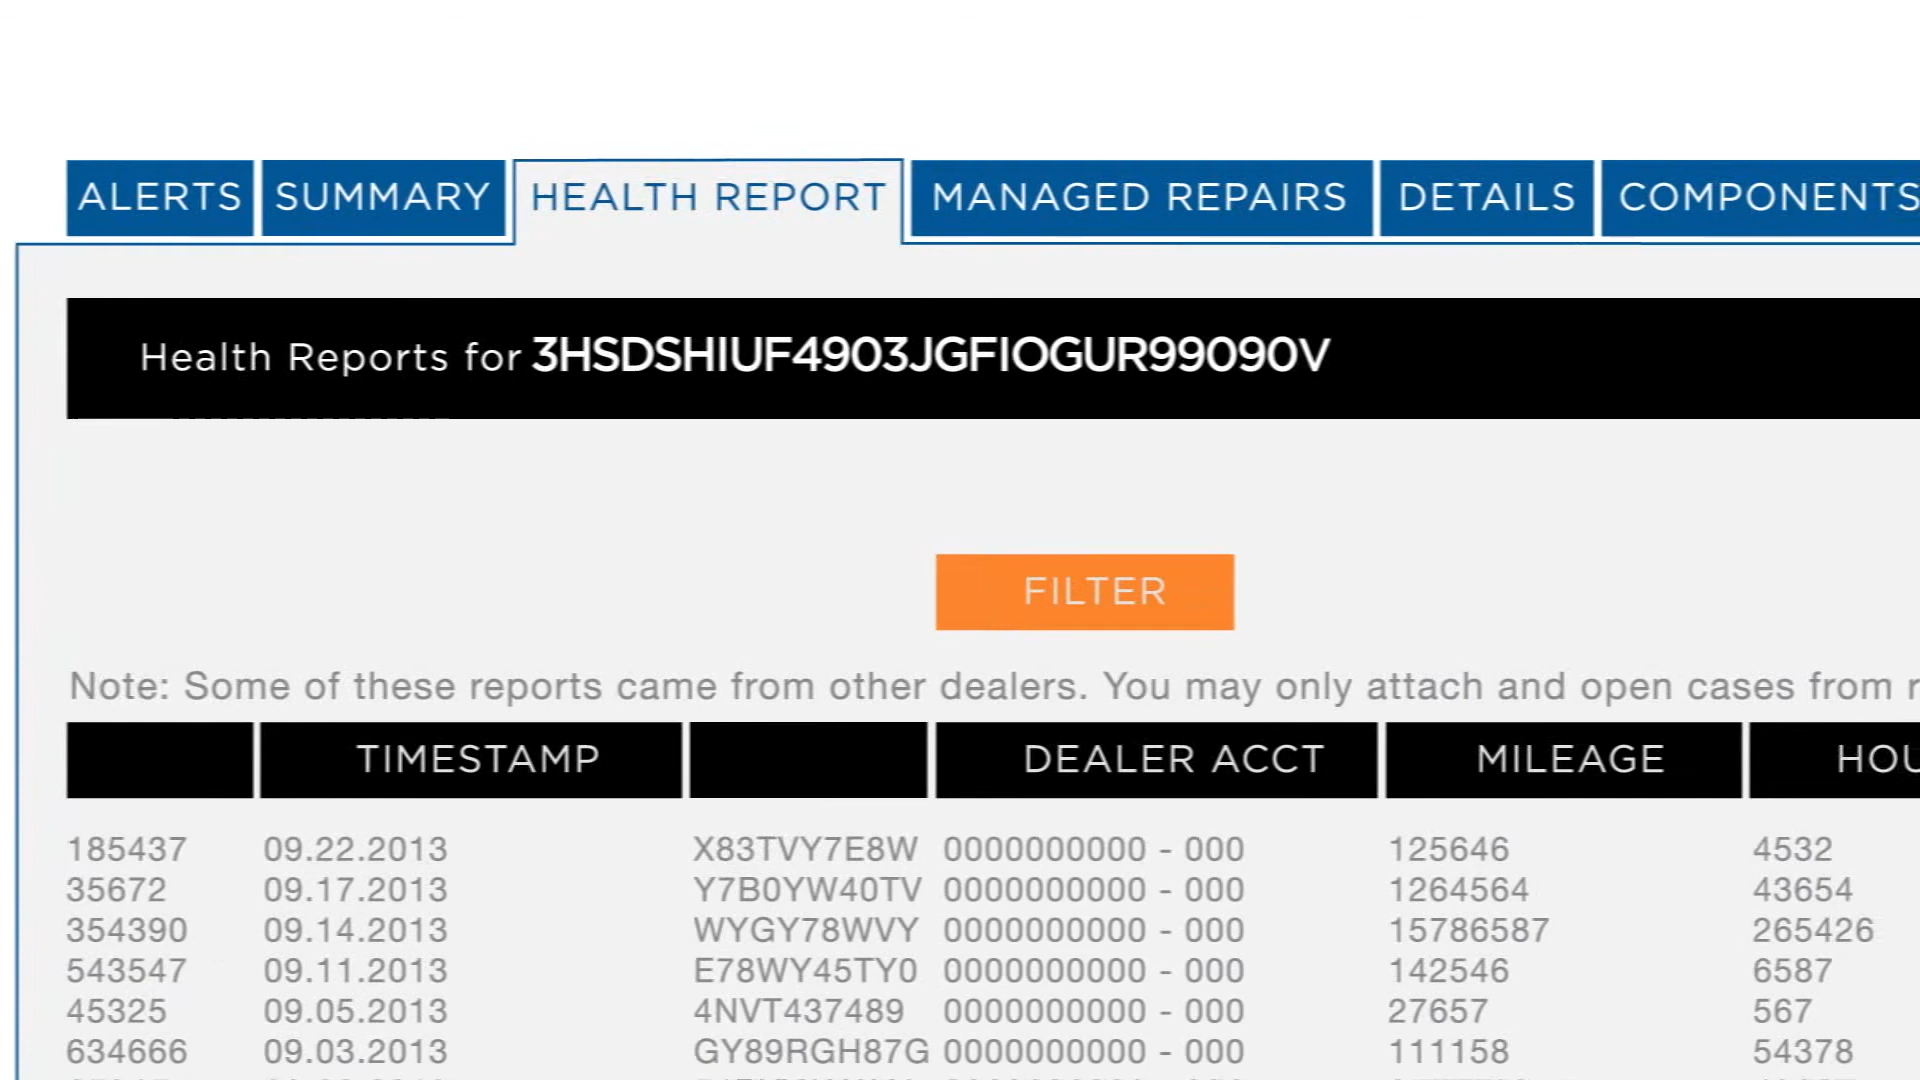 ALERTS SUMMARY HEALTH REPORT MANAGED REPAIRS DETAILS COMPONENTS
Health Reports for 3HSDSHIUF4903JGFIOGUR99090V
FILTER
Note: Some of these reports came from other dealers. You may only attach and open cases from
TIMESTAMP DEALER ACCT MILEAGE HOU
185437 09.22.2013 X83TVY7E8W 0000000000 - 000 125646 4532
35672 09.17.2013 Y7B0YW40TV 0000000000 - 000 1264564 43654
354390 09.14.2013 WYGY78WVY 0000000000 - 000 15786587 265426
543547 09.11.2013 E78WY45TY0 0000000000 - 000 142546 6587
45325 09.05.2013 4NVT437489 0000000000 - 000 27657 567
634666 09.03.2013 GY89RGH87G 0000000000 - 000 111158 54378